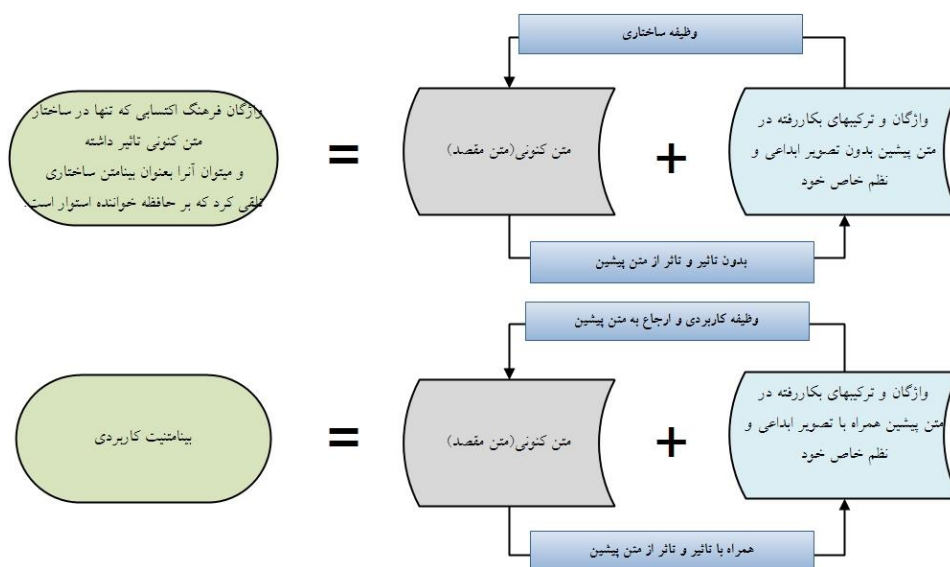 وظیفه ساختاری
واژگان و ترکیبهای بکاررفته در
متن پیشین بدون تصویر ابداعی و
نظم خاص خود
+
متن کنونی(متن مقصد)
=
واژگان فرهنگ اکتسابی که تنها در ساختار
متن کنونی تاثیر داشته
و میتوان آنرا بعنوان بینامتن ساختاری
تلقی کرد که بر حافظه خواننده استوار است.
بدون تاثیر و تاثر از متن پیشین
وظیفه کاربردی و ارجاع به متن پیشین
واژگان و ترکیبهای بکاررفته در
متن پیشین همراه با تصویر ابداعی و
نظم خاص خود
+
متن کنونی(متن مقصد)
=
بینامتنیت کاربردی
همراه با تاثیر و تاثر از متن پیشین